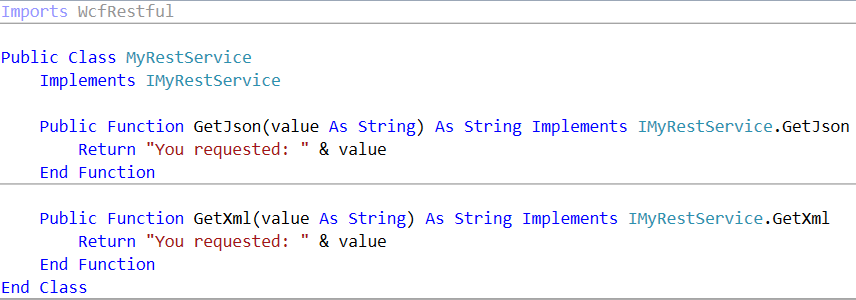 Imports WcfRestful
Public Class MyRestService
    Implements IMyRestService
    Public Function GetJson(value As String) As String Implements IMyRestService.GetJson
        Return "You requested: " & value
    End Function
    Public Function GetXml(value As String) As String Implements IMyRestService.GetXml
        Return "You requested: " & value
    End Function
End Class